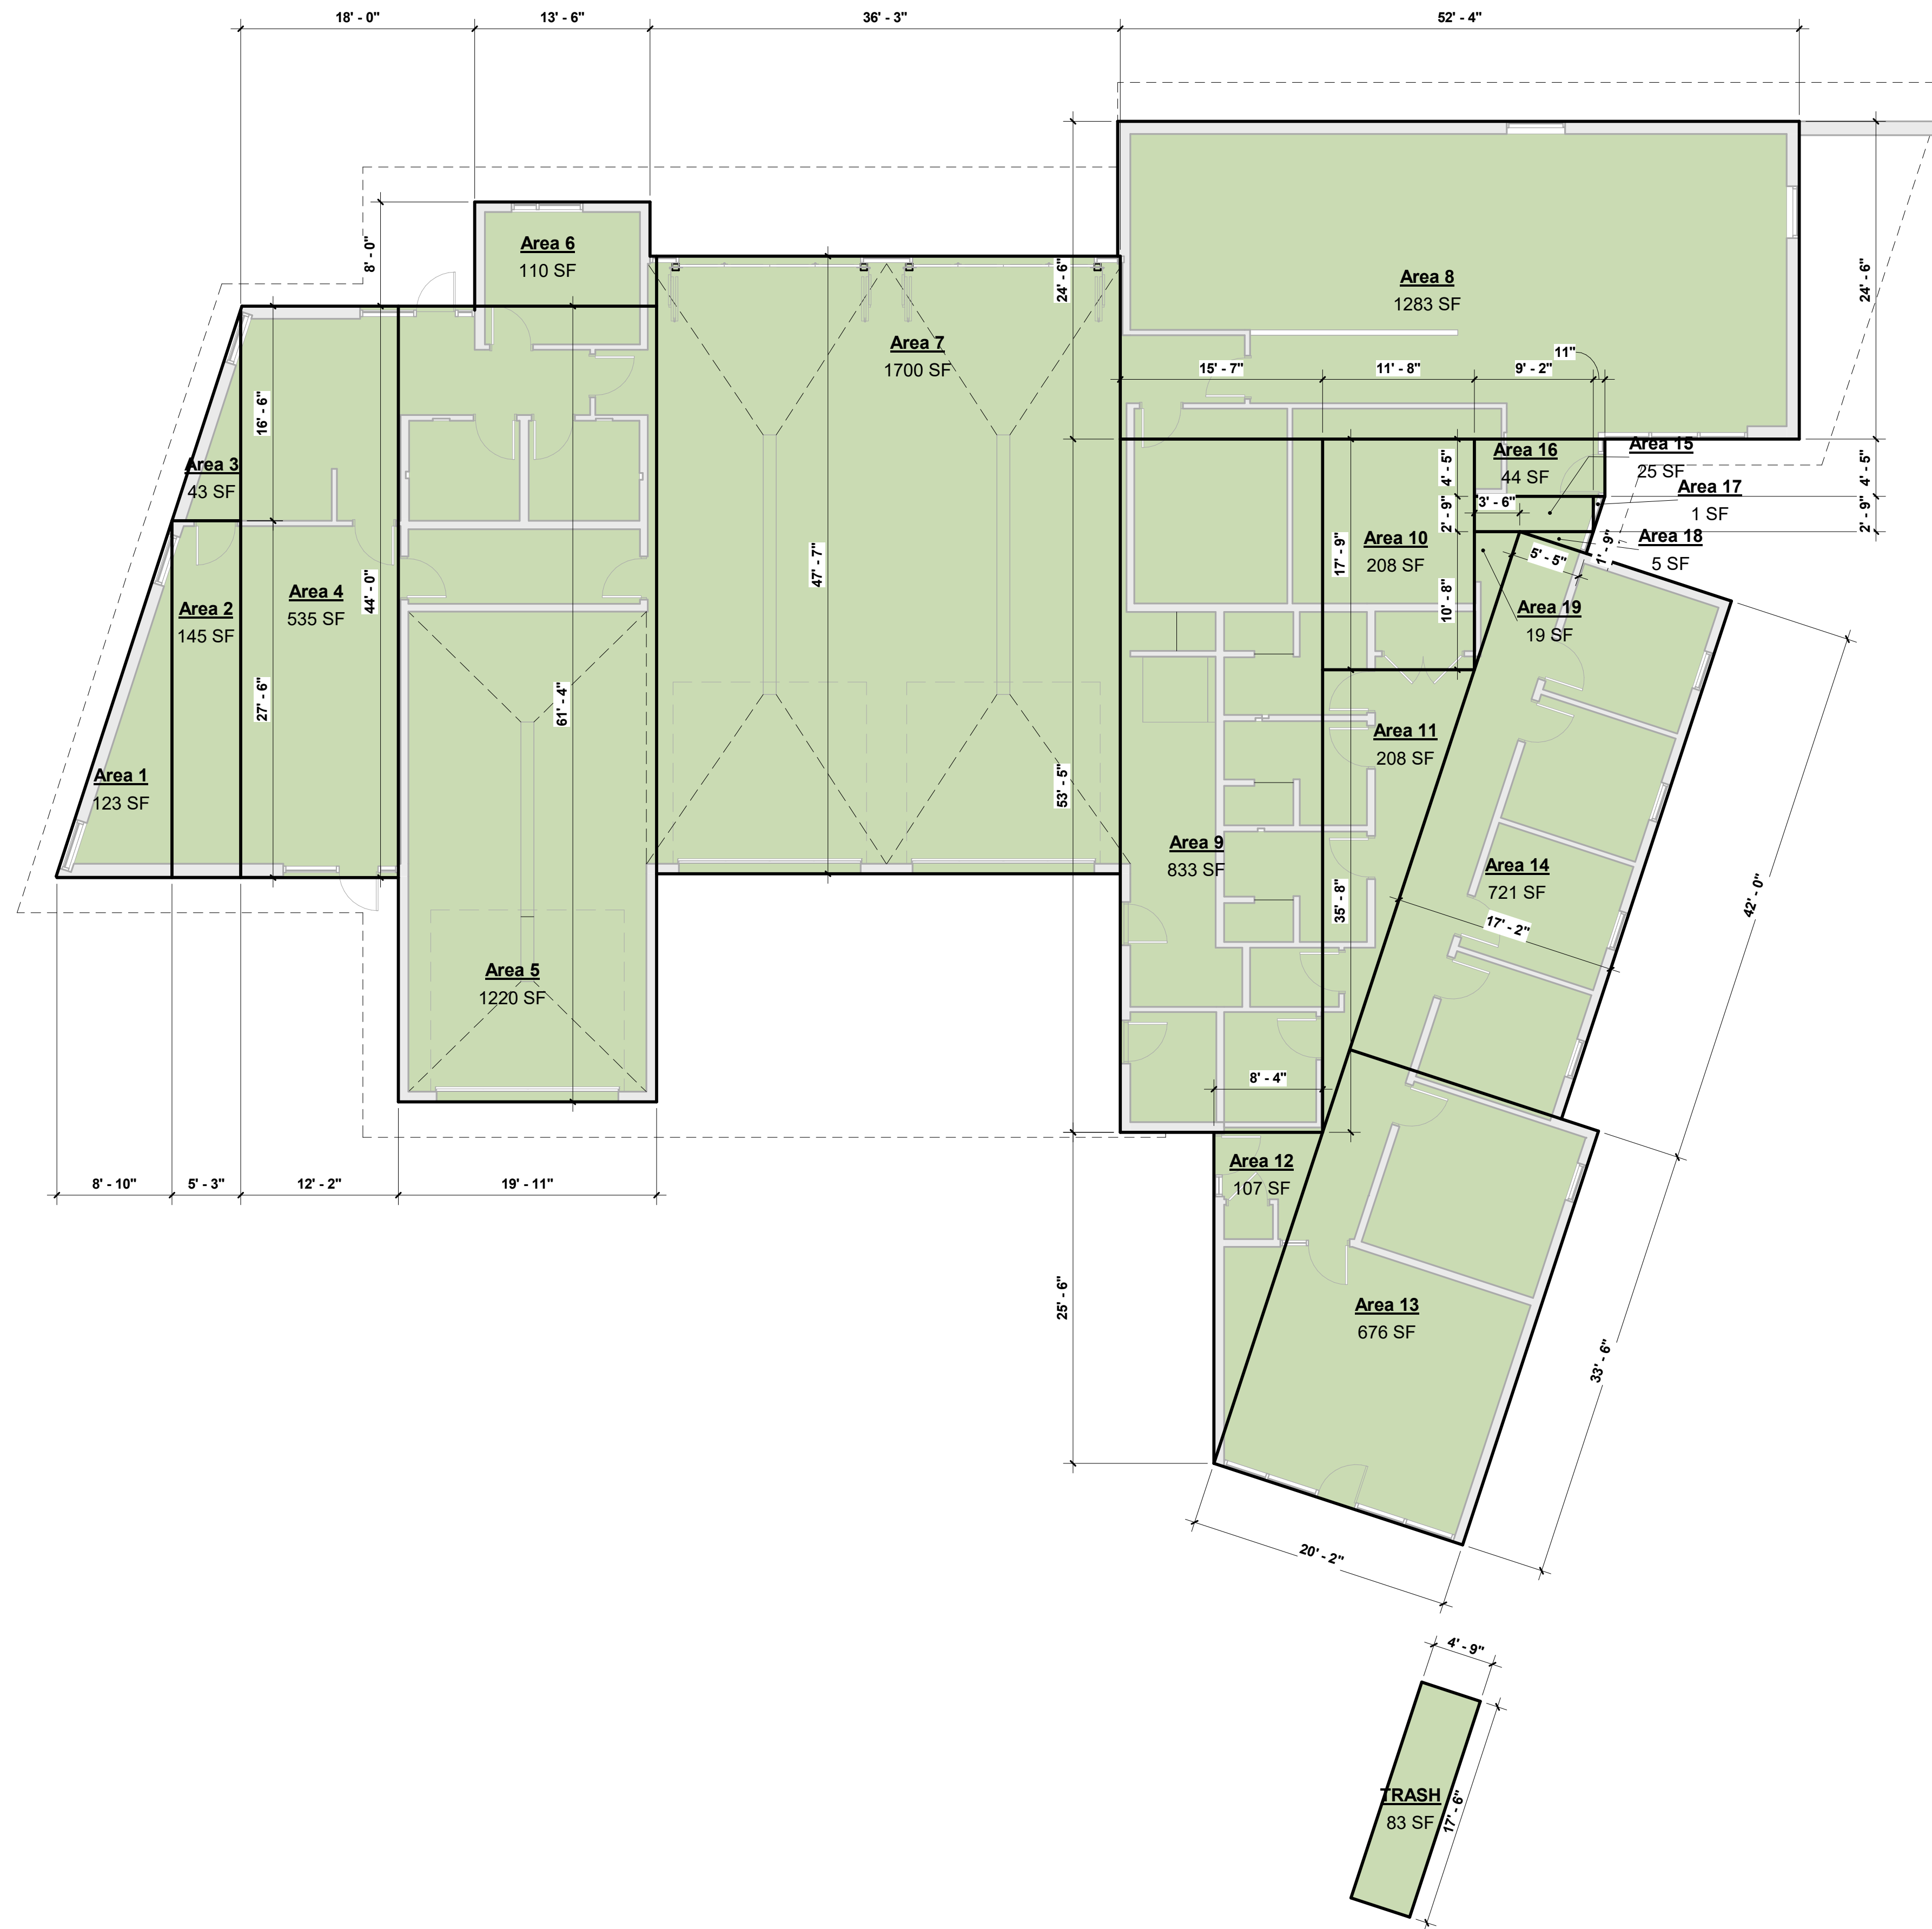 18' - 0"
13' - 6"
36' - 3"
52' - 4"
8' - 0"
Area 6
110 SF
24' - 6"
Area 8
1283 SF
24' - 6"
Area 7
1700 SF
11"
15' - 7"
11' - 8"
9' - 2"
16' - 6"
Area 3
43 SF
Area 16
44 SF
Area 15
25 SF
4' - 5"
4' - 5"
Area 17
1 SF
3' - 6"
2' - 9"
2' - 9"
Area 10
208 SF
17' - 9"
Area 18
5 SF
5' - 5"
1' - 9"
47' - 7"
44' - 0"
Area 4
535 SF
Area 2
145 SF
10' - 8"
Area 19
19 SF
27' - 6"
61' - 4"
Area 11
208 SF
Area 1
123 SF
53' - 5"
Area 9
833 SF
35' - 8"
Area 14
721 SF
17' - 2"
42' - 0"
Area 5
1220 SF
8' - 4"
8' - 10"
5' - 3"
12' - 2"
19' - 11"
Area 12
107 SF
25' - 6"
Area 13
676 SF
33' - 6"
20' - 2"
4' - 9"
TRASH
83 SF
17' - 6"